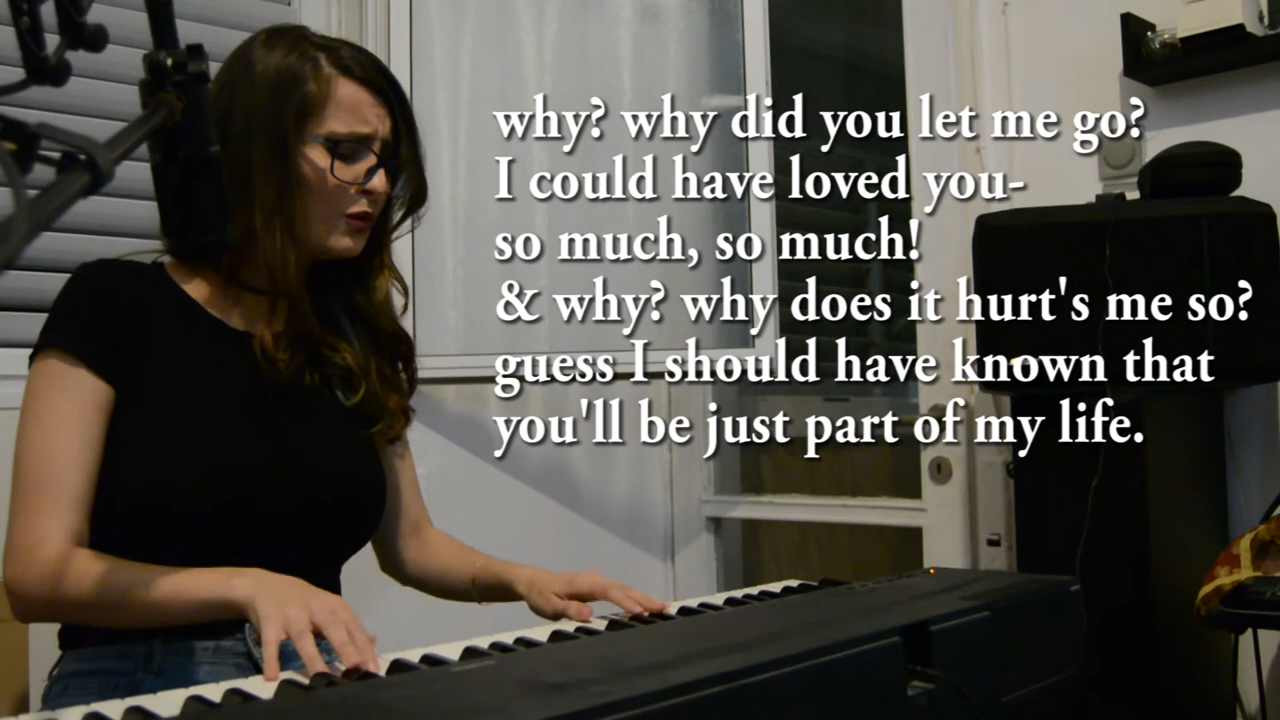 why? why did you let me go?
I could have loved you-
so much, so much!
& why? why does it hurt's me so?
guess I should have known that
you'll be just part of my life.